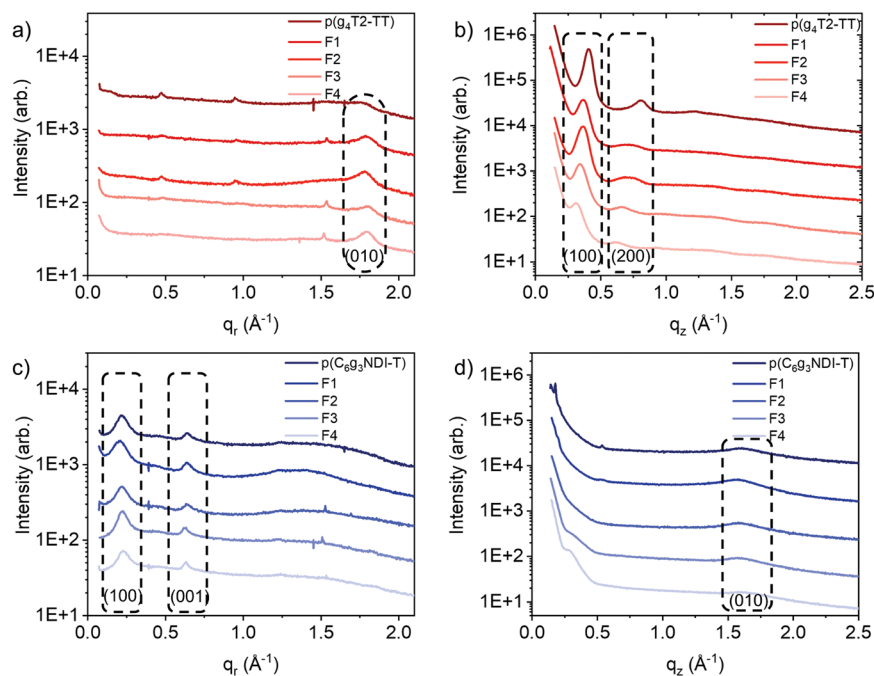 a)
Intensity (arb.)
1E+4
1E+3
1E+2
1E+1
p(g₄T2-TT)
F1
F2
F3
F4
(010)
0.0 0.5 1.0 1.5 2.0
qᵣ (Å⁻¹)
b)
Intensity (arb.)
1E+6
1E+5
1E+4
1E+3
1E+2
1E+1
p(g₄T2-TT)
F1
F2
F3
F4
(100) (200)
0.0 0.5 1.0 1.5 2.0 2.5
q_z (Å⁻¹)
c)
Intensity (arb.)
1E+4
1E+3
1E+2
1E+1
p(C₆g₃NDI-T)
F1
F2
F3
F4
(100) (001)
0.0 0.5 1.0 1.5 2.0
qᵣ (Å⁻¹)
d)
Intensity (arb.)
1E+6
1E+5
1E+4
1E+3
1E+2
1E+1
p(C₆g₃NDI-T)
F1
F2
F3
F4
(010)
0.0 0.5 1.0 1.5 2.0 2.5
q_z (Å⁻¹)